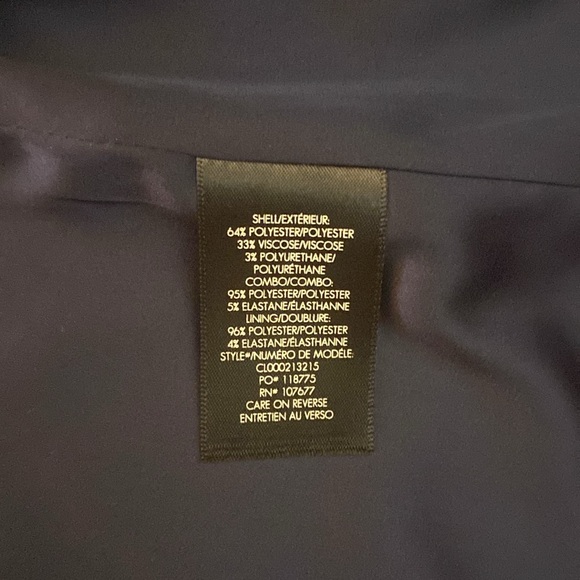 SHELL/EXTÉRIEUR:
64% POLYESTER/POLYESTER
33% VISCOSE/VISCOSE
3% POLYURETHANE/
POLYURÉTHANE
COMBO/COMBO:
95% POLYESTER/POLYESTER
5% ELASTANE/ÉLASTHANNE
LINING/DOUBLURE:
96% POLYESTER/POLYESTER
4% ELASTANE/ÉLASTHANNE
STYLE#/NUMÉRO DE MODÈLE:
CL000213215
PO# 118775
RN# 107677
CARE ON REVERSE
ENTRETIEN AU VERSO